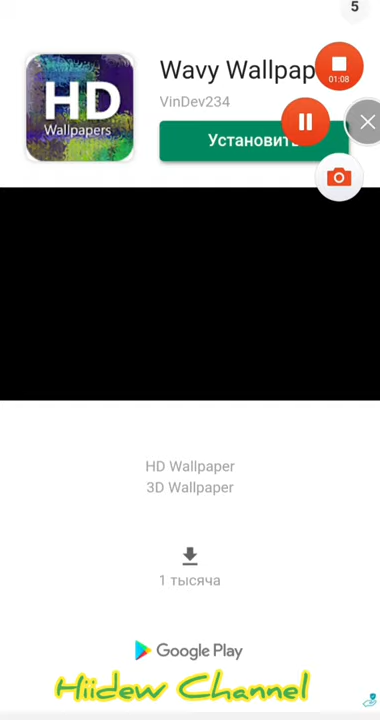 5
Wavy Wallpap
01:08
VinDev234
Установить
HD
Wallpapers
HD Wallpaper
3D Wallpaper
1 тысяча
Google Play
Hiidew Channel